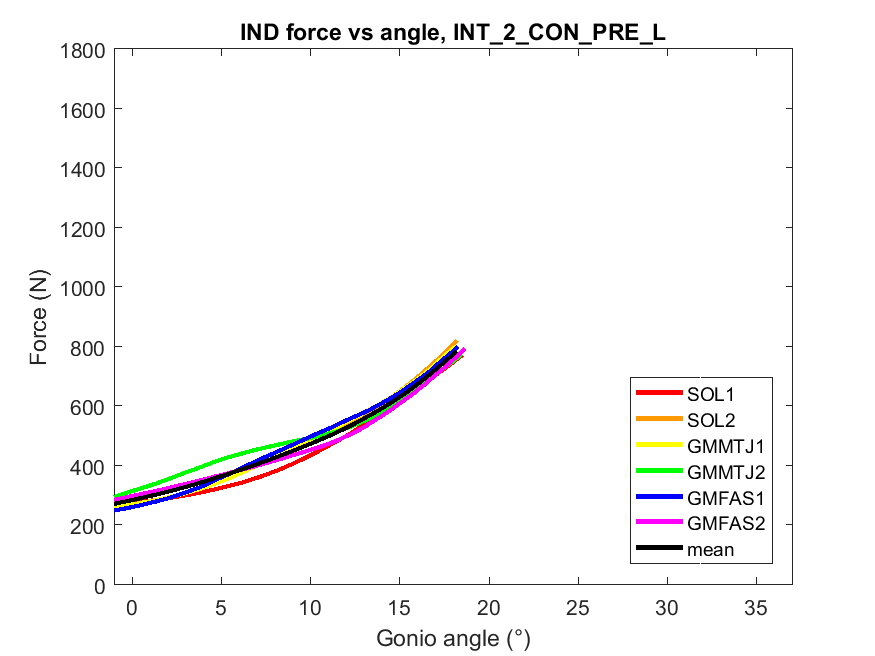 IND force vs angle, INT_2_CON_PRE_L
1800
1600
1400
1200
1000
800
600
400
200
0
Force (N)
0 5 10 15 20 25 30 35
Gonio angle (°)
SOL1
SOL2
GMMTJ1
GMMTJ2
GMFAS1
GMFAS2
mean